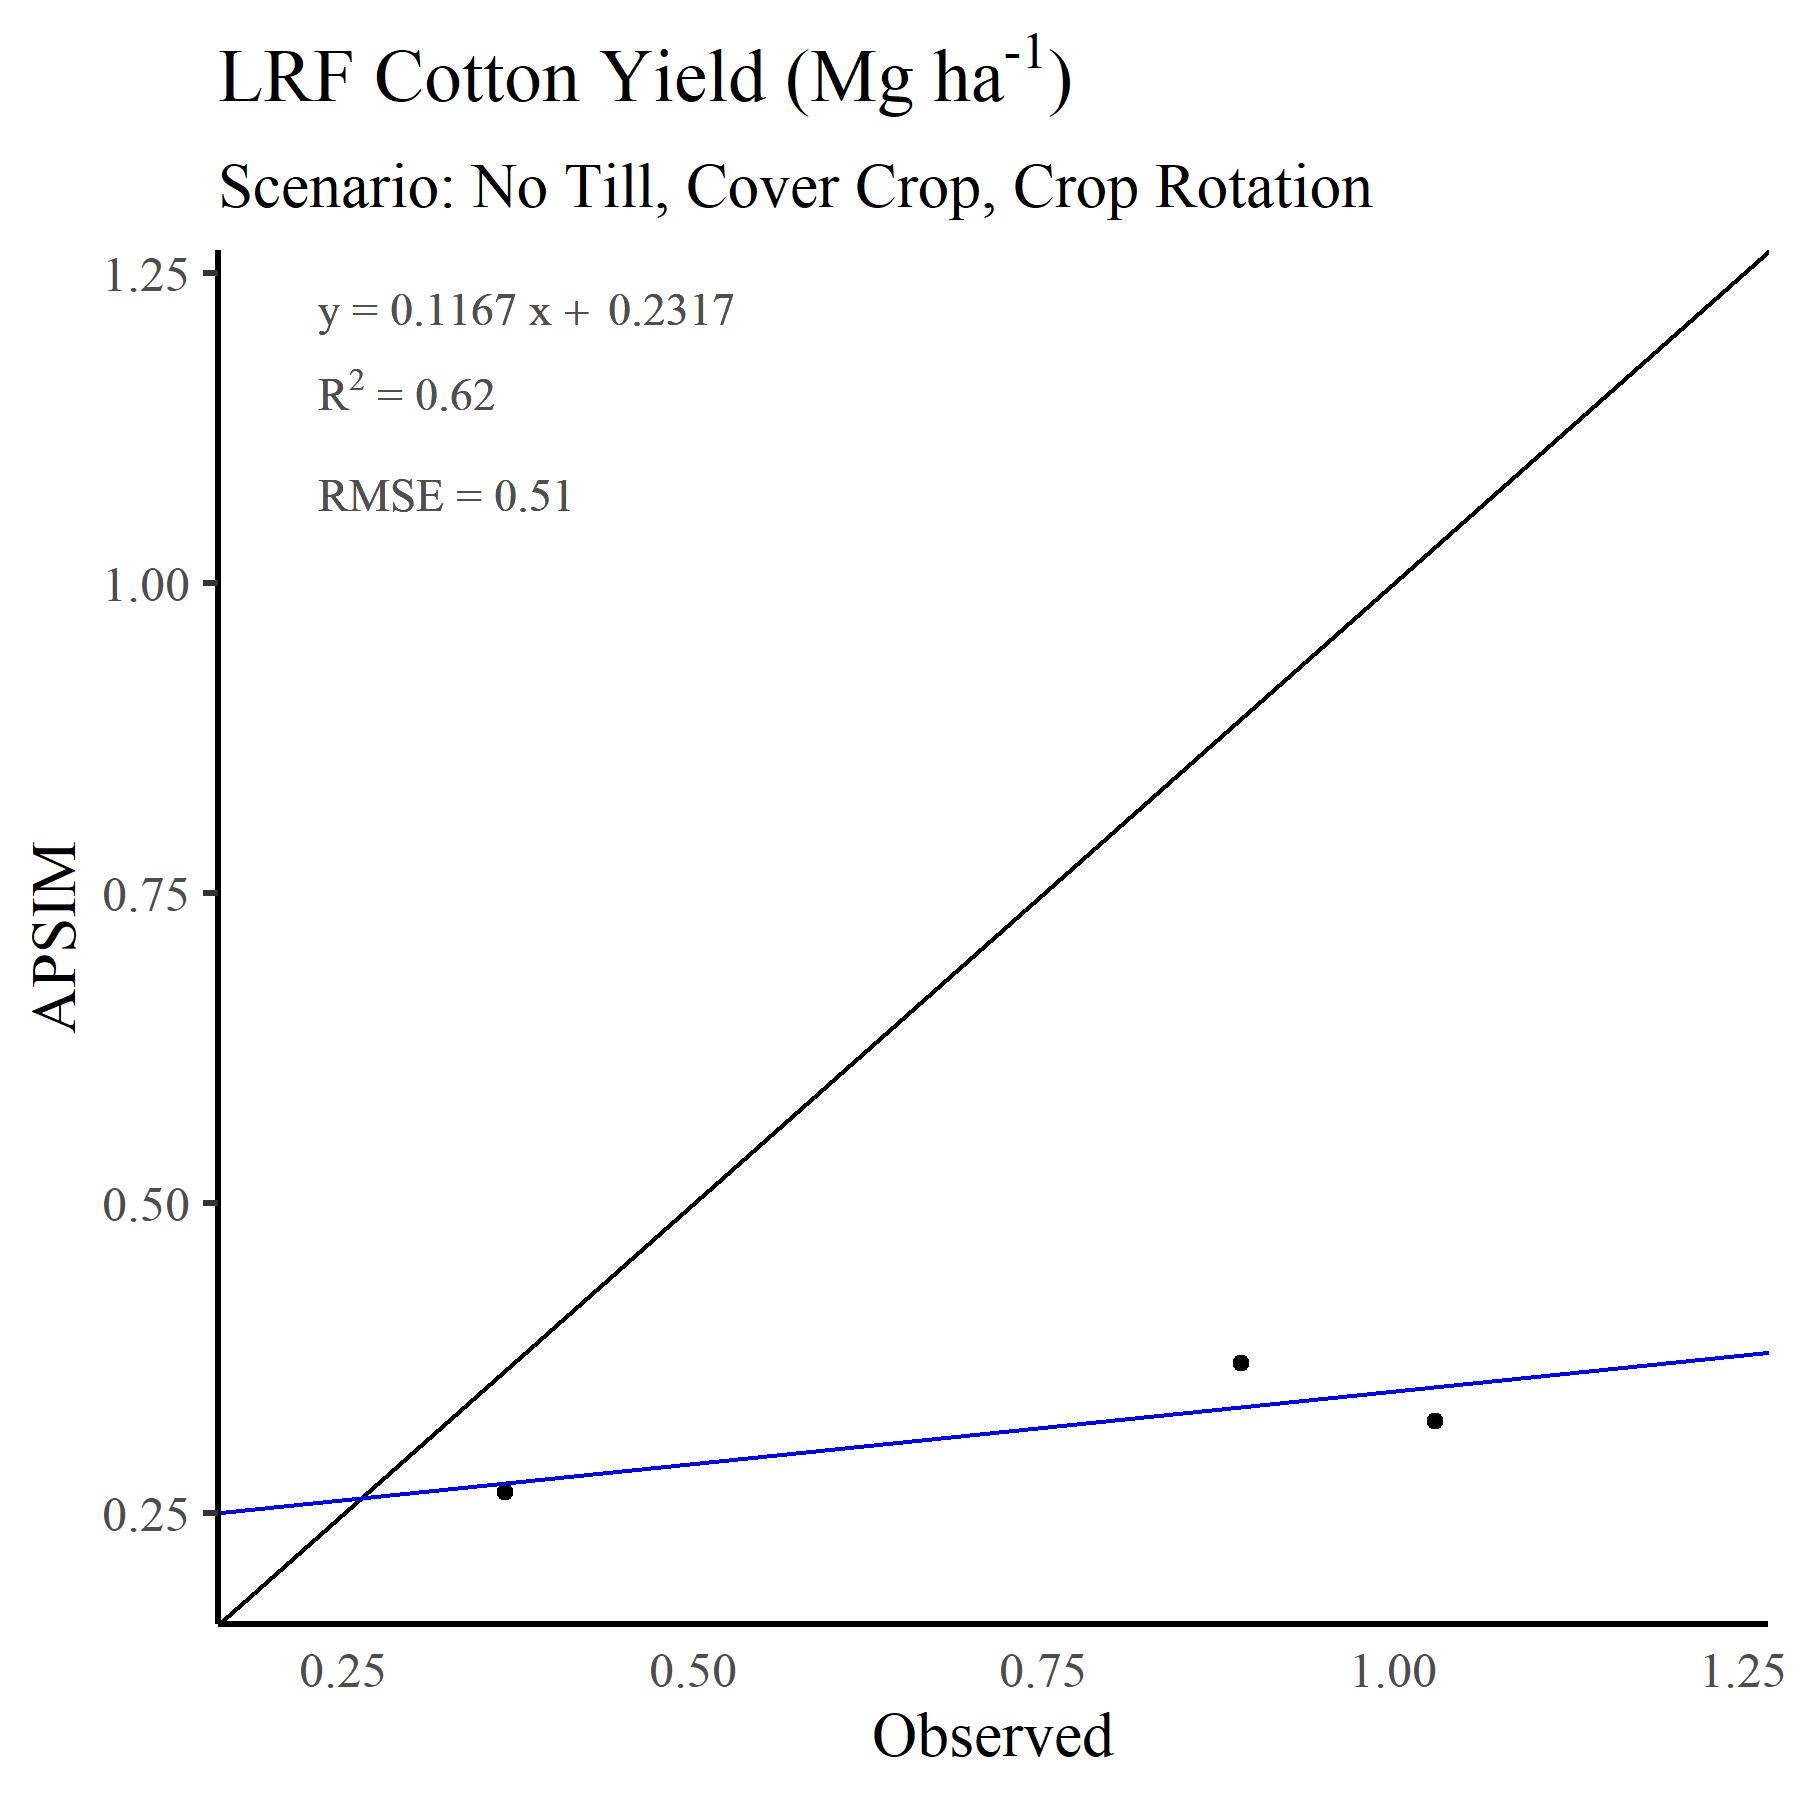 LRF Cotton Yield (Mg ha⁻¹)
Scenario: No Till, Cover Crop, Crop Rotation
1.25
y = 0.1167 x + 0.2317
R² = 0.62
RMSE = 0.51
1.00
0.75
APSIM
0.50
0.25
0.25 0.50 0.75 1.00 1.25
Observed